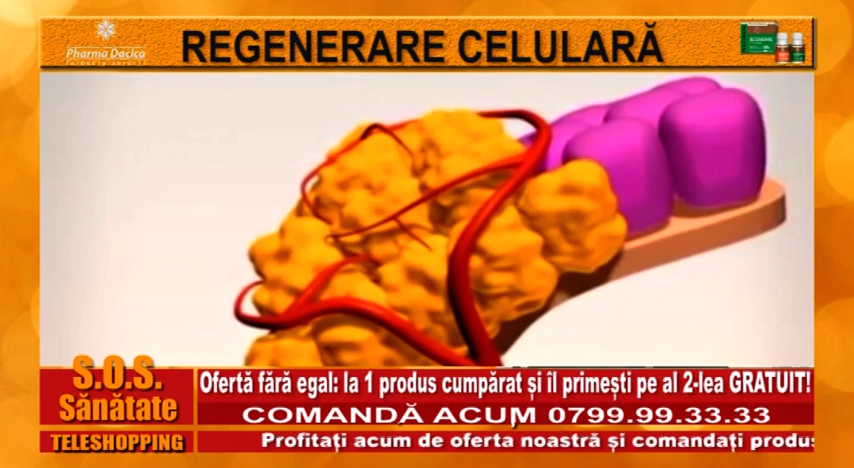 Pharma Dacica
REGENERARE CELULARĂ
S.O.S.
Sănătate
TELESHOPPING
Ofertă fără egal: la 1 produs cumpărat și îl primești pe al 2-lea GRATUIT!
COMANDĂ ACUM 0799.99.33.33
Profitați acum de oferta noastră și comandați produs